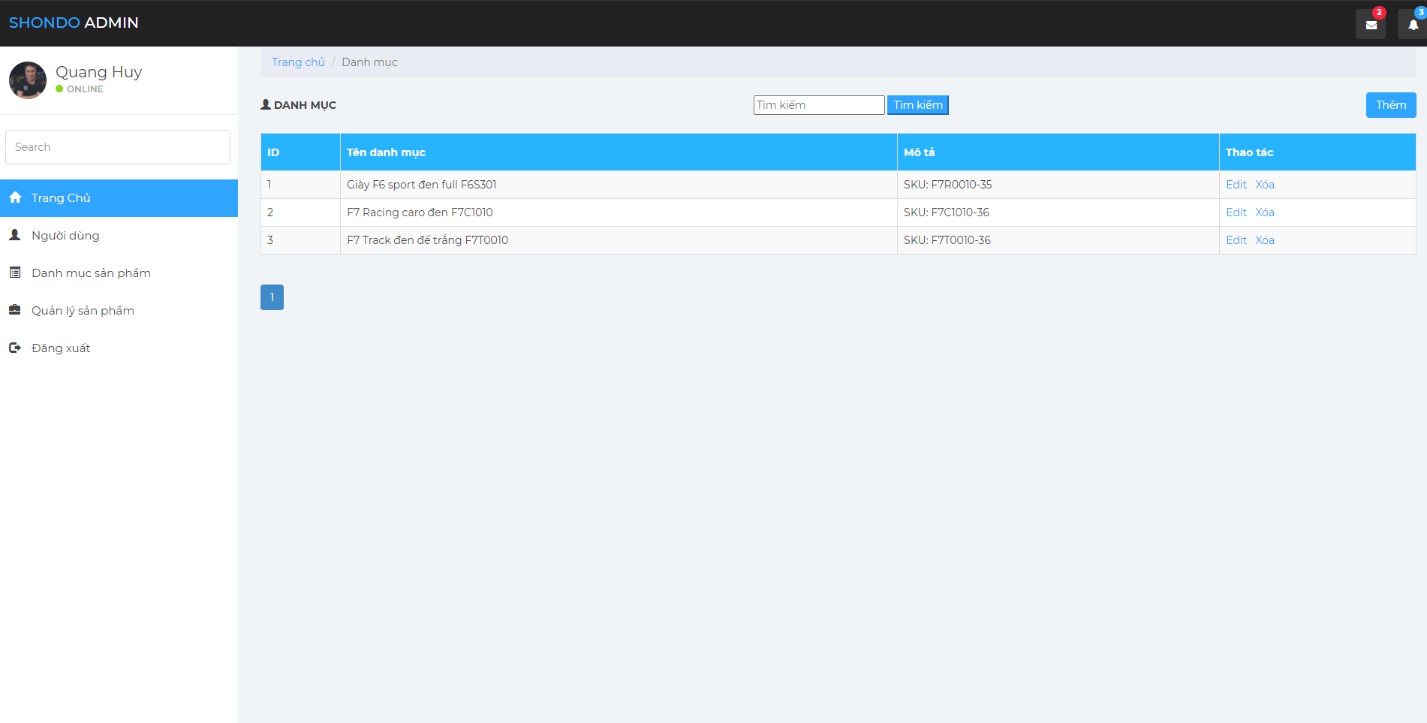 SHONDO ADMIN
2
3
Quang Huy
ONLINE
Search
Trang Chủ
Người dùng
Danh mục sản phẩm
Quản lý sản phẩm
Đăng xuất
Trang chủ / Danh mục
DANH MỤC
Tìm kiếm Tìm kiếm
Thêm
ID Tên danh mục Mô tả Thao tác
1 Giày F6 sport đen full F6S301 SKU: F7R0010-35 Edit Xóa
2 F7 Racing caro đen F7C1010 SKU: F7C1010-36 Edit Xóa
3 F7 Track đen đế trắng F7T0010 SKU: F7T0010-36 Edit Xóa
1